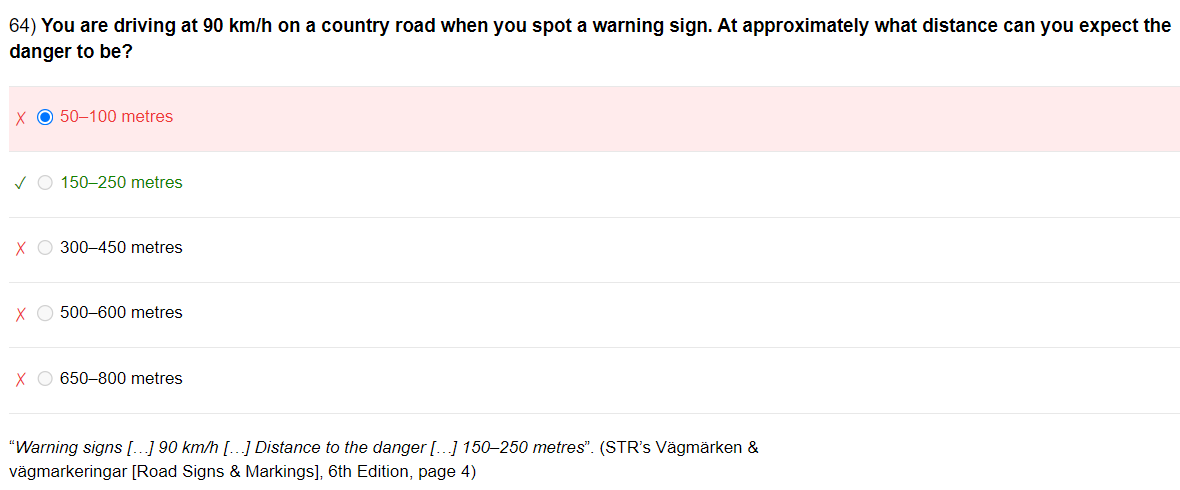 64) You are driving at 90 km/h on a country road when you spot a warning sign. At approximately what distance can you expect the
danger to be?
✗ 50–100 metres
✓ 150–250 metres
✗ 300–450 metres
✗ 500–600 metres
✗ 650–800 metres
“Warning signs […] 90 km/h […] Distance to the danger […] 150–250 metres”. (STR’s Vägmärken &
vägmarkeringar [Road Signs & Markings], 6th Edition, page 4)